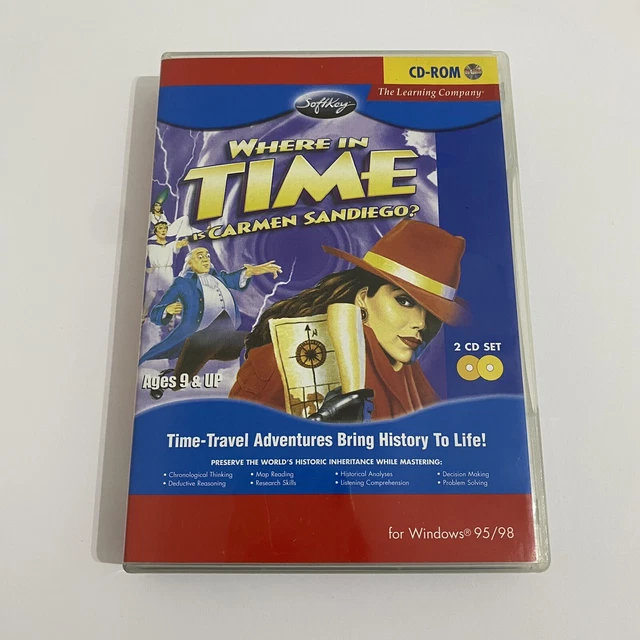 CD-ROM
The Learning Company®
SoftKey
WHERE IN
TIME
IS CARMEN SANDIEGO?
2 CD SET
Ages 9 & UP
Time-Travel Adventures Bring History To Life!
PRESERVE THE WORLD'S HISTORIC INHERITANCE WHILE MASTERING:
• Chronological Thinking • Map Reading • Historical Analyses • Decision Making
• Deductive Reasoning • Research Skills • Listening Comprehension • Problem Solving
for Windows® 95/98